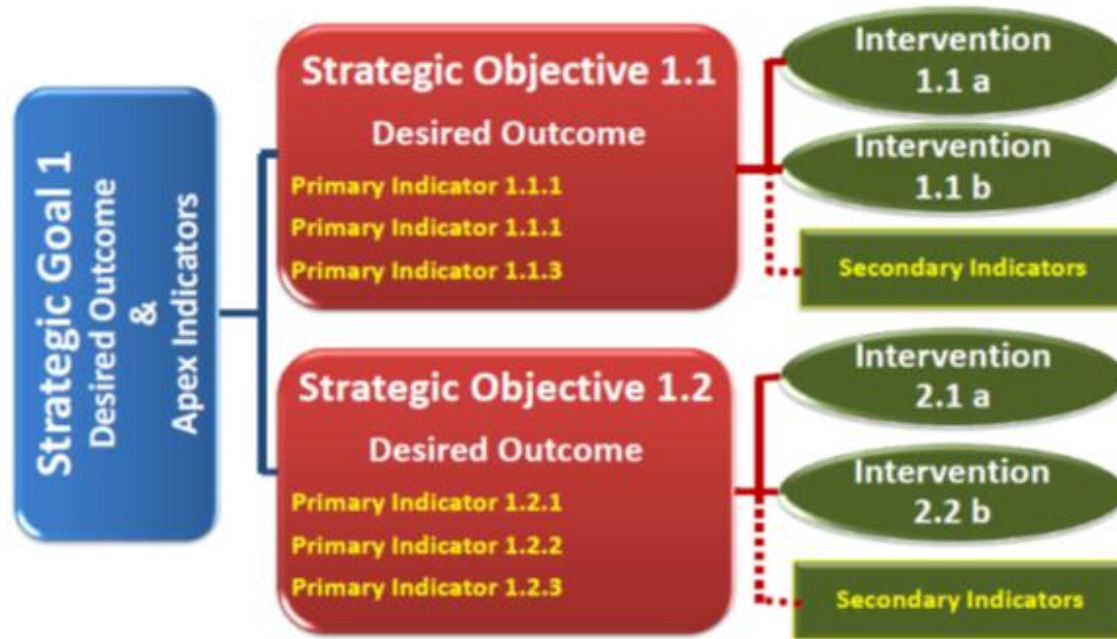 Strategic Goal 1
Desired Outcome
&
Apex Indicators
Strategic Objective 1.1
Desired Outcome
Primary Indicator 1.1.1
Primary Indicator 1.1.1
Primary Indicator 1.1.3
Intervention
1.1 a
Intervention
1.1 b
Secondary Indicators
Strategic Objective 1.2
Desired Outcome
Primary Indicator 1.2.1
Primary Indicator 1.2.2
Primary Indicator 1.2.3
Intervention
2.1 a
Intervention
2.2 b
Secondary Indicators